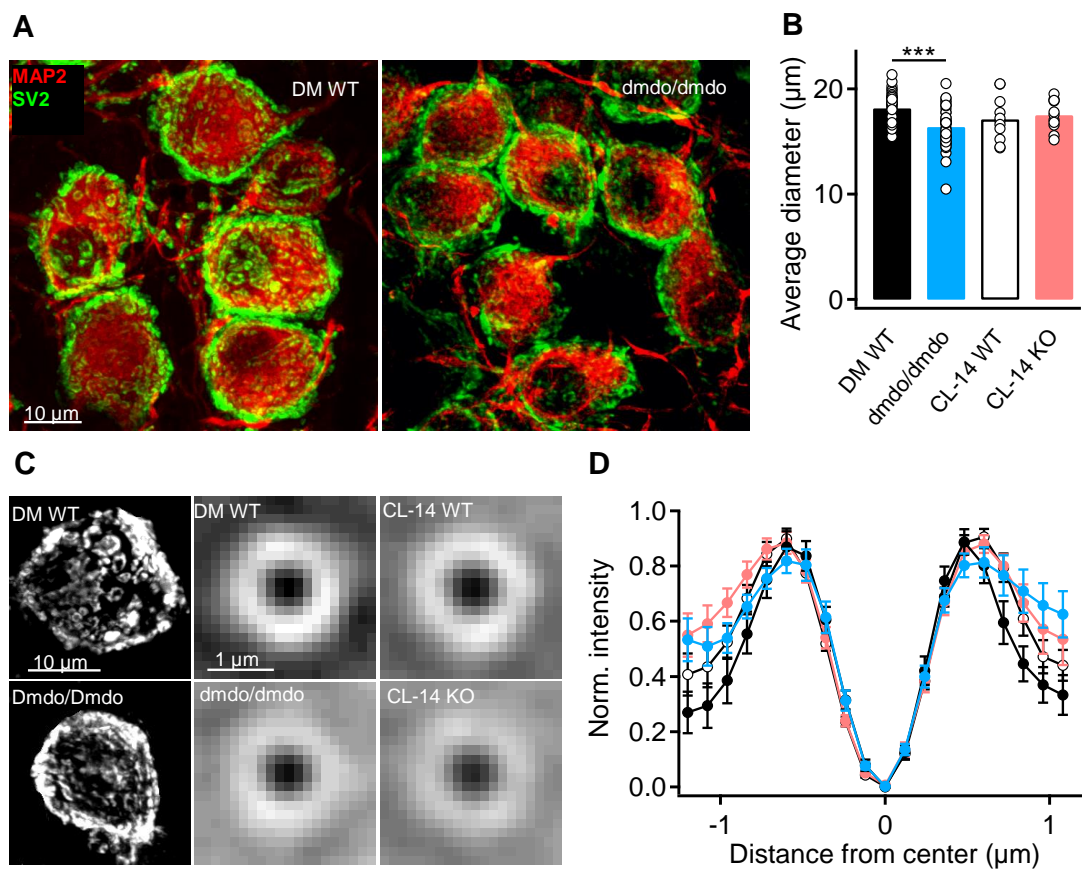 A
MAP2
SV2
DM WT
10 µm
dmdo/dmdo
B
***
Average diameter (µm)
20
10
0
DM WT
dmdo/dmdo
CL-14 WT
CL-14 KO
C
DM WT
10 µm
DM WT
1 µm
CL-14 WT
Dmdo/Dmdo
dmdo/dmdo
CL-14 KO
D
Norm. intensity
1.0
0.8
0.6
0.4
0.2
0.0
-1
0
1
Distance from center (µm)